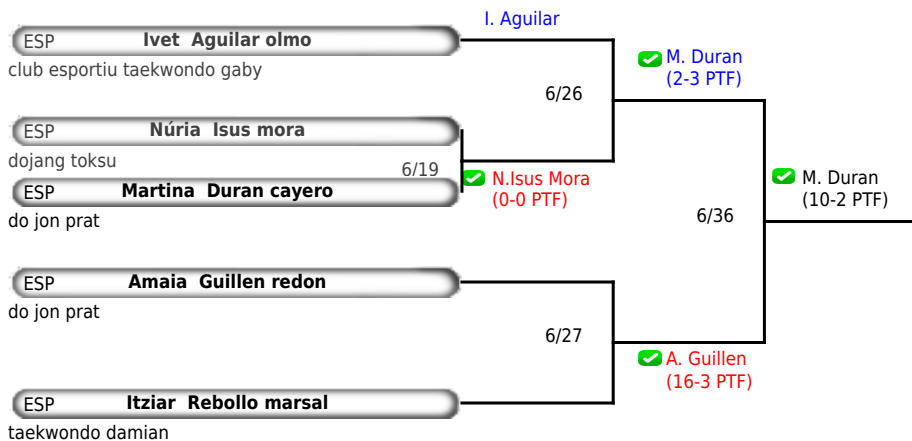 I. Aguilar
ESP Ivet Aguilar olmo
club esportiu taekwondo gaby
M. Duran
(2-3 PTF)
6/26
ESP Núria Isus mora
dojang toksu
6/19
N.Isus Mora
(0-0 PTF)
ESP Martina Duran cayero
do jon prat
M. Duran
(10-2 PTF)
6/36
ESP Amaia Guillen redon
do jon prat
6/27
A. Guillen
(16-3 PTF)
ESP Itziar Rebollo marsal
taekwondo damian